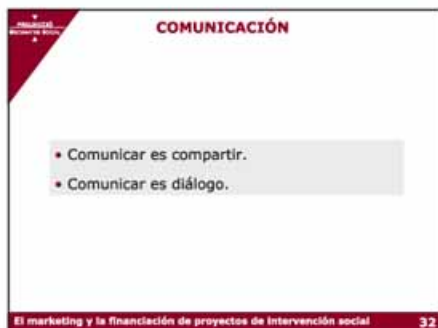 COMUNICACIÓN
• Comunicar es compartir.
• Comunicar es diálogo.
El marketing y la financiación de proyectos de intervención social 32